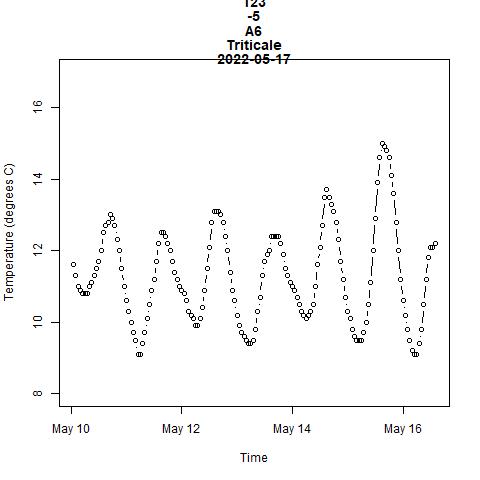 123
-5
A6
Triticale
2022-05-17
16
14
12
10
8
Temperature (degrees C)
May 10
May 12
May 14
May 16
Time